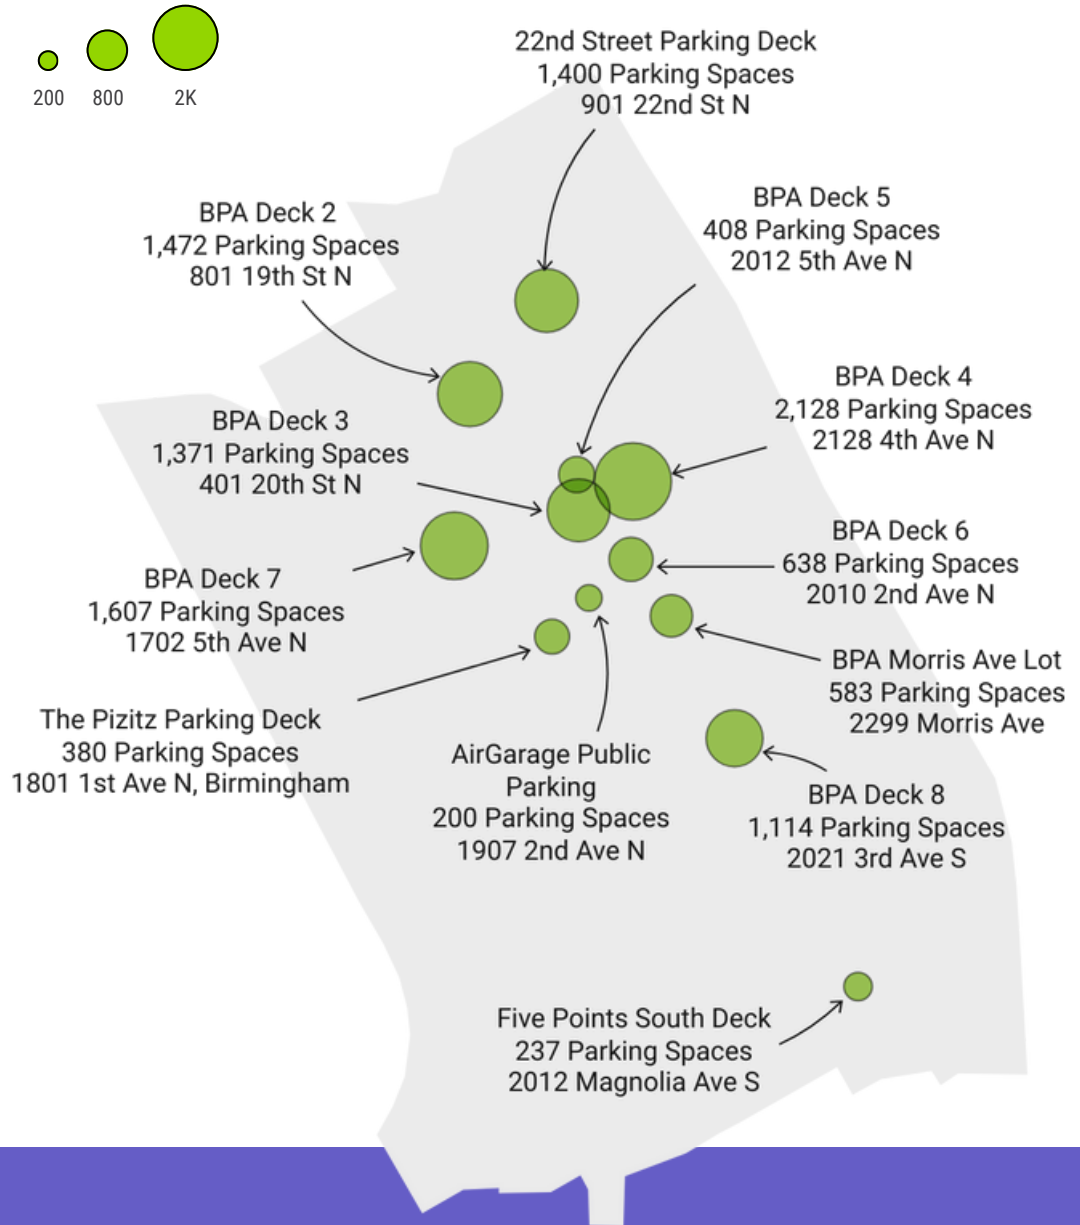 200
800
2K
22nd Street Parking Deck
1,400 Parking Spaces
901 22nd St N
BPA Deck 5
408 Parking Spaces
2012 5th Ave N
BPA Deck 2
1,472 Parking Spaces
801 19th St N
BPA Deck 4
2,128 Parking Spaces
2128 4th Ave N
BPA Deck 3
1,371 Parking Spaces
401 20th St N
BPA Deck 6
638 Parking Spaces
2010 2nd Ave N
BPA Deck 7
1,607 Parking Spaces
1702 5th Ave N
BPA Morris Ave Lot
583 Parking Spaces
2299 Morris Ave
The Pizitz Parking Deck
380 Parking Spaces
1801 1st Ave N, Birmingham
AirGarage Public
Parking
200 Parking Spaces
1907 2nd Ave N
BPA Deck 8
1,114 Parking Spaces
2021 3rd Ave S
Five Points South Deck
237 Parking Spaces
2012 Magnolia Ave S